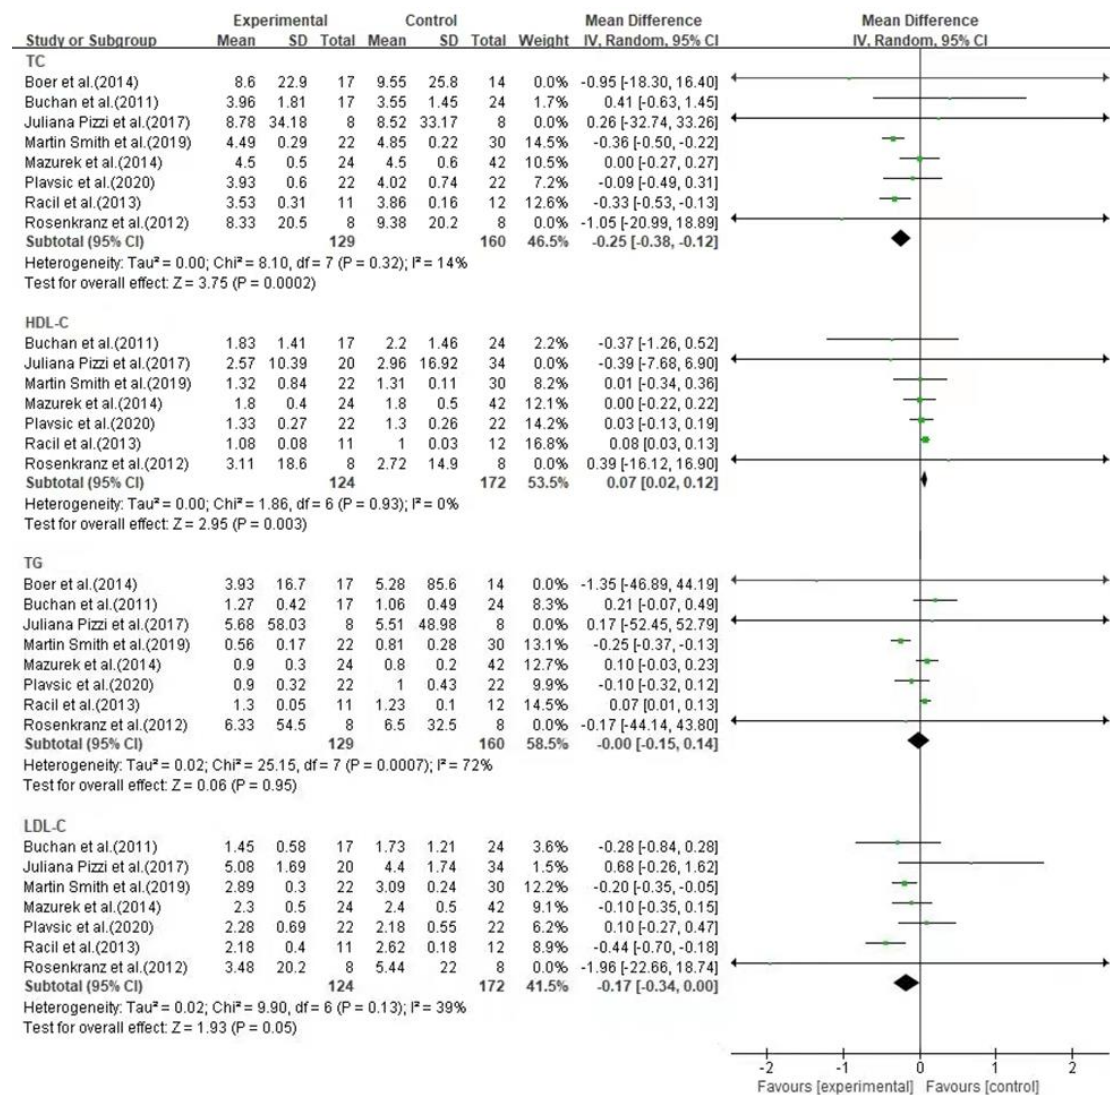 Experimental Control Mean Difference Mean Difference
Study or Subgroup Mean SD Total Mean SD Total Weight IV, Random, 95% CI IV, Random, 95% CI
TC
Boer et al.(2014) 8.6 22.9 17 9.55 25.8 14 0.0% -0.95 [-18.30, 16.40]
Buchan et al.(2011) 3.96 1.81 17 3.55 1.45 24 1.7% 0.41 [-0.63, 1.45]
Juliana Pizzi et al.(2017) 8.78 34.18 8 8.52 33.17 8 0.0% 0.26 [-32.74, 33.26]
Martin Smith et al.(2019) 4.49 0.29 22 4.85 0.22 30 14.5% -0.36 [-0.50, -0.22]
Mazurek et al.(2014) 4.5 0.5 24 4.5 0.6 42 10.5% 0.00 [-0.27, 0.27]
Plavsic et al.(2020) 3.93 0.6 22 4.02 0.74 22 7.2% -0.09 [-0.49, 0.31]
Racil et al.(2013) 3.53 0.31 11 3.86 0.16 12 12.6% -0.33 [-0.53, -0.13]
Rosenkranz et al.(2012) 8.33 20.5 8 9.38 20.2 8 0.0% -1.05 [-20.99, 18.89]
Subtotal (95% CI) 129 160 46.5% -0.25 [-0.38, -0.12]
Heterogeneity: Tau² = 0.00; Chi² = 8.10, df = 7 (P = 0.32); I² = 14%
Test for overall effect: Z = 3.75 (P = 0.0002)
HDL-C
Buchan et al.(2011) 1.83 1.41 17 2.2 1.46 24 2.2% -0.37 [-1.26, 0.52]
Juliana Pizzi et al.(2017) 2.57 10.39 20 2.96 16.92 34 0.0% -0.39 [-7.68, 6.90]
Martin Smith et al.(2019) 1.32 0.84 22 1.31 0.11 30 8.2% 0.01 [-0.34, 0.36]
Mazurek et al.(2014) 1.8 0.4 24 1.8 0.5 42 12.1% 0.00 [-0.22, 0.22]
Plavsic et al.(2020) 1.33 0.27 22 1.3 0.26 22 14.2% 0.03 [-0.13, 0.19]
Racil et al.(2013) 1.08 0.08 11 1 0.03 12 16.8% 0.08 [0.03, 0.13]
Rosenkranz et al.(2012) 3.11 18.6 8 2.72 14.9 8 0.0% 0.39 [-16.12, 16.90]
Subtotal (95% CI) 124 172 53.5% 0.07 [0.02, 0.12]
Heterogeneity: Tau² = 0.00; Chi² = 1.86, df = 6 (P = 0.93); I² = 0%
Test for overall effect: Z = 2.95 (P = 0.003)
TG
Boer et al.(2014) 3.93 16.7 17 5.28 85.6 14 0.0% -1.35 [-46.89, 44.19]
Buchan et al.(2011) 1.27 0.42 17 1.06 0.49 24 8.3% 0.21 [-0.07, 0.49]
Juliana Pizzi et al.(2017) 5.68 58.03 8 5.51 48.98 8 0.0% 0.17 [-52.45, 52.79]
Martin Smith et al.(2019) 0.56 0.17 22 0.81 0.28 30 13.1% -0.25 [-0.37, -0.13]
Mazurek et al.(2014) 0.9 0.3 24 0.8 0.2 42 12.7% 0.10 [-0.03, 0.23]
Plavsic et al.(2020) 0.9 0.32 22 1 0.43 22 9.9% -0.10 [-0.32, 0.12]
Racil et al.(2013) 1.3 0.05 11 1.23 0.1 12 14.5% 0.07 [0.01, 0.13]
Rosenkranz et al.(2012) 6.33 54.5 8 6.5 32.5 8 0.0% -0.17 [-44.14, 43.80]
Subtotal (95% CI) 129 160 58.5% -0.00 [-0.15, 0.14]
Heterogeneity: Tau² = 0.02; Chi² = 25.15, df = 7 (P = 0.0007); I² = 72%
Test for overall effect: Z = 0.06 (P = 0.95)
LDL-C
Buchan et al.(2011) 1.45 0.58 17 1.73 1.21 24 3.6% -0.28 [-0.84, 0.28]
Juliana Pizzi et al.(2017) 5.08 1.69 20 4.4 1.74 34 1.5% 0.68 [-0.26, 1.62]
Martin Smith et al.(2019) 2.89 0.3 22 3.09 0.24 30 12.2% -0.20 [-0.35, -0.05]
Mazurek et al.(2014) 2.3 0.5 24 2.4 0.5 42 9.1% -0.10 [-0.35, 0.15]
Plavsic et al.(2020) 2.28 0.69 22 2.18 0.55 22 6.2% 0.10 [-0.27, 0.47]
Racil et al.(2013) 2.18 0.4 11 2.62 0.18 12 8.9% -0.44 [-0.70, -0.18]
Rosenkranz et al.(2012) 3.48 20.2 8 5.44 22 8 0.0% -1.96 [-22.66, 18.74]
Subtotal (95% CI) 124 172 41.5% -0.17 [-0.34, 0.00]
Heterogeneity: Tau² = 0.02; Chi² = 9.90, df = 6 (P = 0.13); I² = 39%
Test for overall effect: Z = 1.93 (P = 0.05)
-2 -1 0 1 2
Favours [experimental] Favours [control]